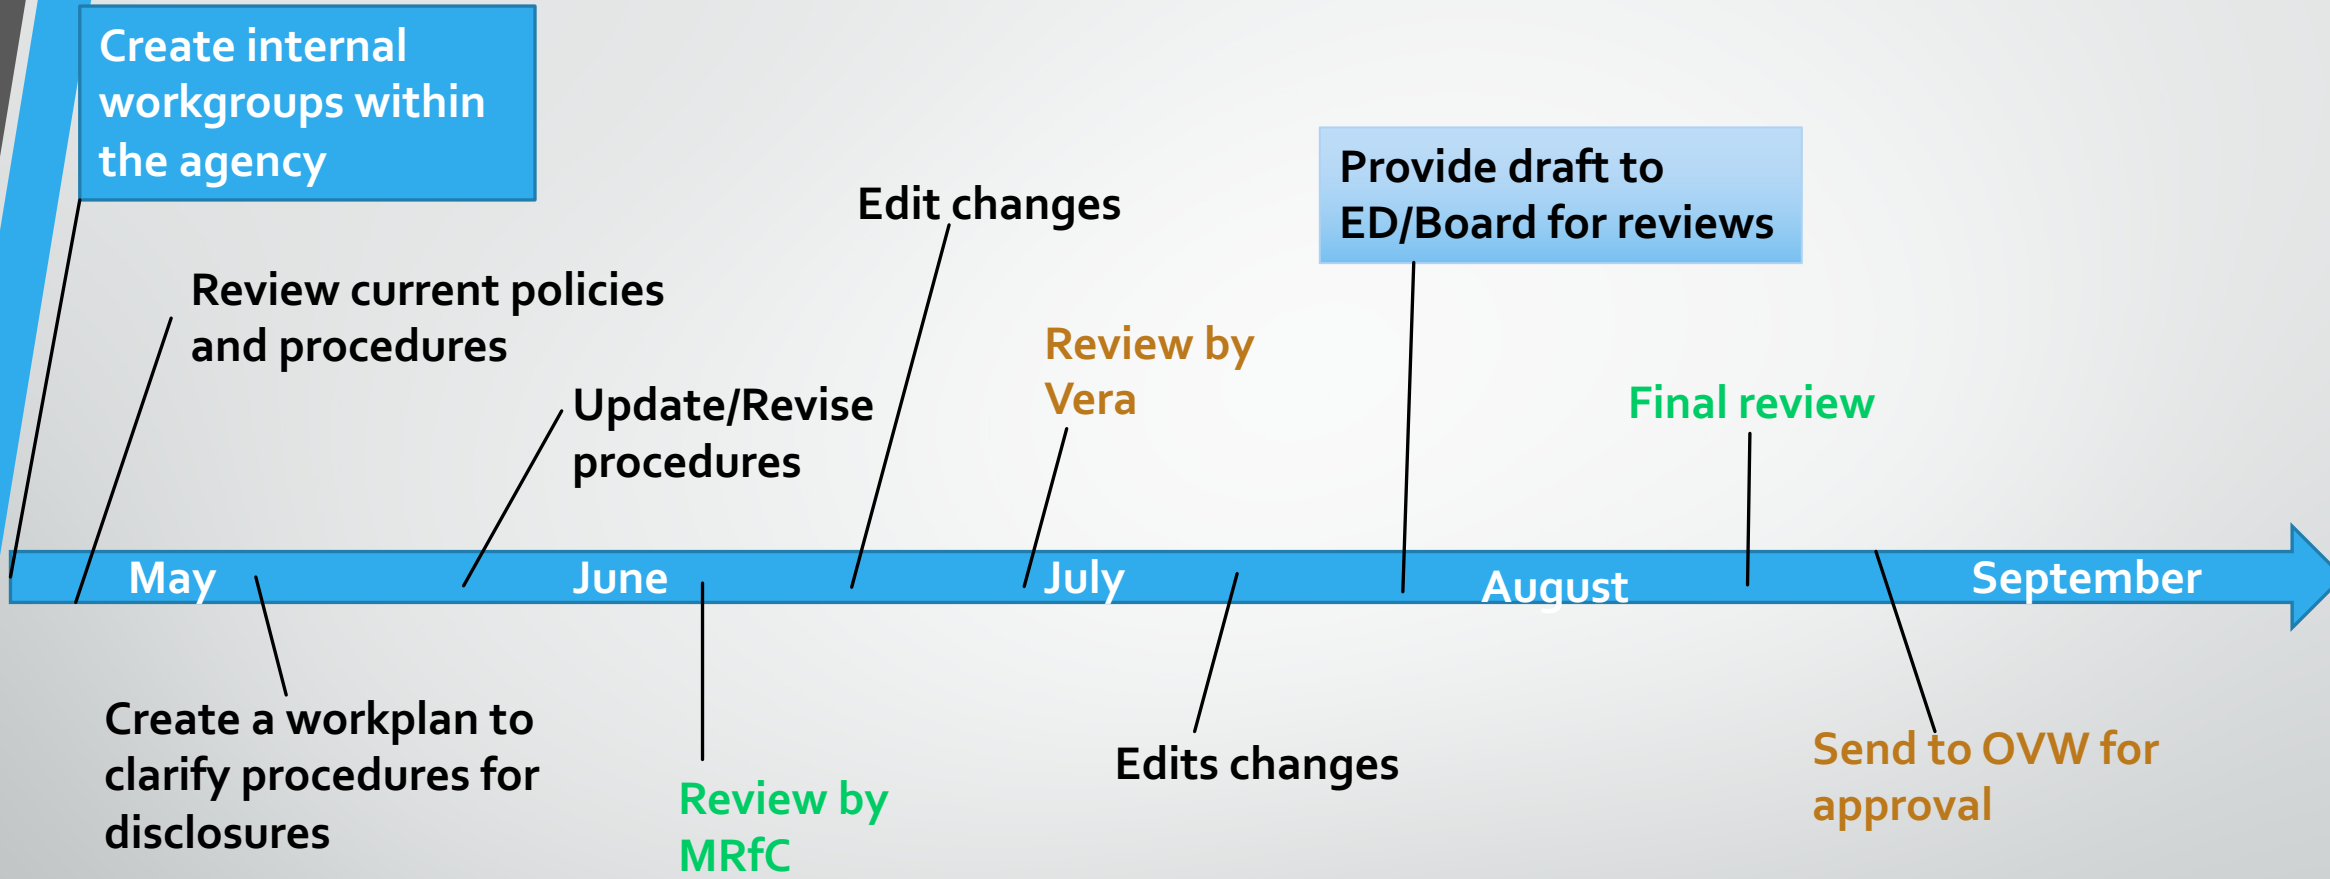 Create internal
workgroups within
the agency
Review current policies
and procedures
Update/Revise
procedures
Edit changes
Review by
Vera
Provide draft to
ED/Board for reviews
Final review
May
June
July
August
September
Create a workplan to
clarify procedures for
disclosures
Review by
MRfC
Edits changes
Send to OVW for
approval